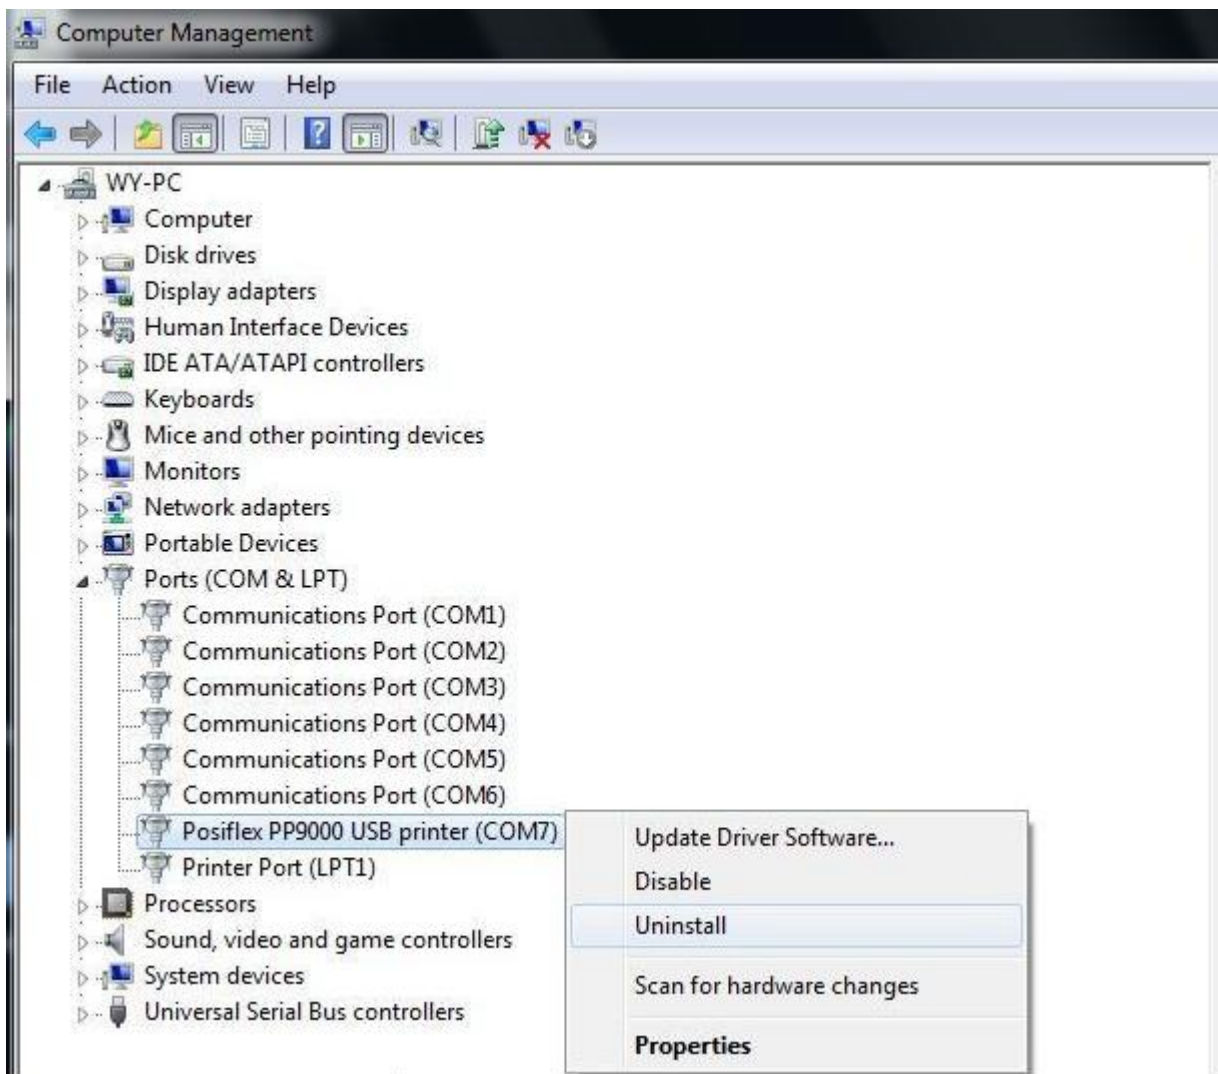 Computer Management
File Action View Help
WY-PC
Computer
Disk drives
Display adapters
Human Interface Devices
IDE ATA/ATAPI controllers
Keyboards
Mice and other pointing devices
Monitors
Network adapters
Portable Devices
Ports (COM & LPT)
Communications Port (COM1)
Communications Port (COM2)
Communications Port (COM3)
Communications Port (COM4)
Communications Port (COM5)
Communications Port (COM6)
Posiflex PP9000 USB printer (COM7)
Printer Port (LPT1)
Processors
Sound, video and game controllers
System devices
Universal Serial Bus controllers
Update Driver Software...
Disable
Uninstall
Scan for hardware changes
Properties